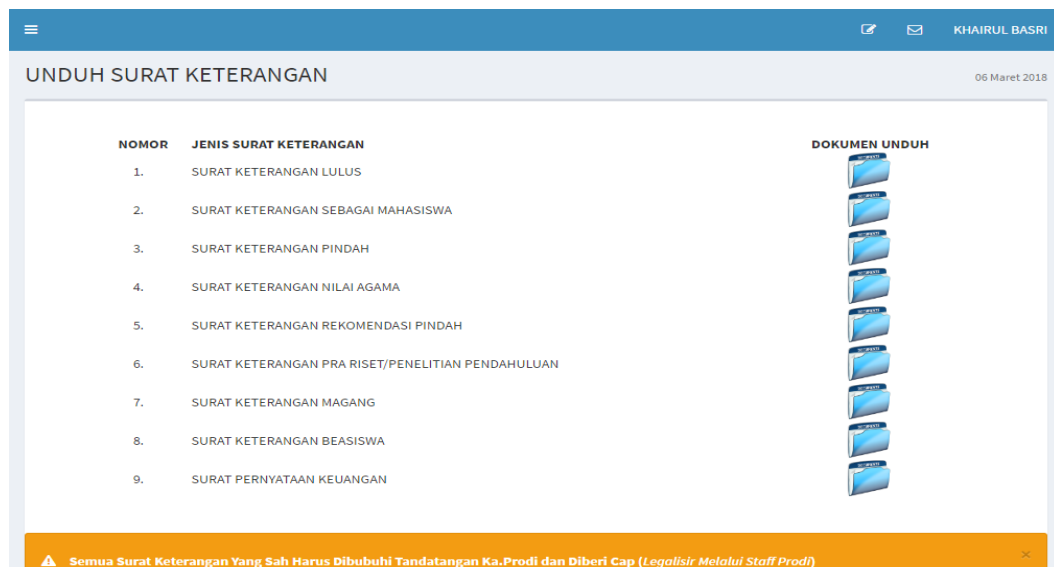 KHAIRUL BASRI
UNDUH SURAT KETERANGAN
06 Maret 2018
NOMOR JENIS SURAT KETERANGAN DOKUMEN UNDUH
1. SURAT KETERANGAN LULUS
2. SURAT KETERANGAN SEBAGAI MAHASISWA
3. SURAT KETERANGAN PINDAH
4. SURAT KETERANGAN NILAI AGAMA
5. SURAT KETERANGAN REKOMENDASI PINDAH
6. SURAT KETERANGAN PRA RISET/PENELITIAN PENDAHULUAN
7. SURAT KETERANGAN MAGANG
8. SURAT KETERANGAN BEASISWA
9. SURAT PERNYATAAN KEUANGAN
Semua Surat Keterangan Yang Sah Harus Dibubuhi Tandatangan Ka.Prodi dan Diberi Cap (Legalisir Melalui Staff Prodi)